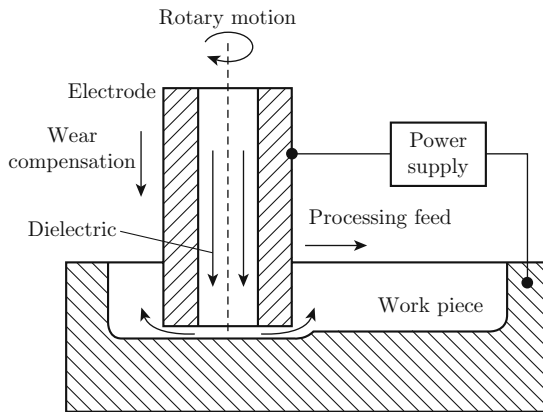 Rotary motion
Electrode
Wear
compensation
Power
supply
Processing feed
Dielectric
Work piece